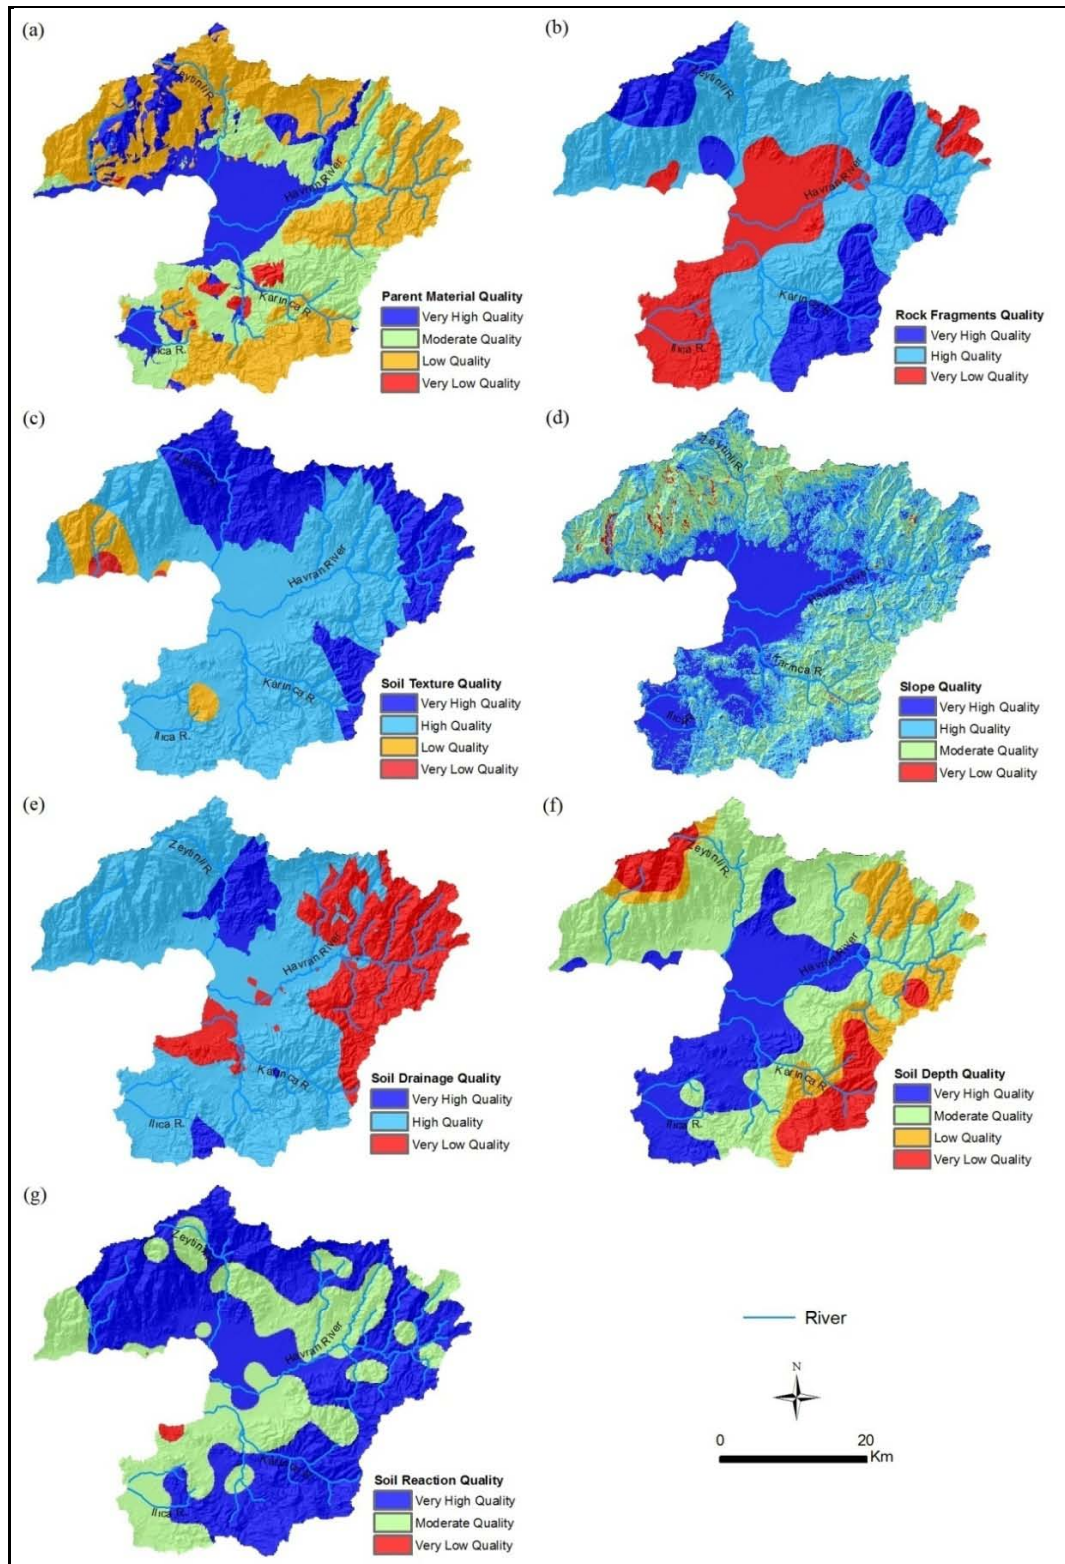 (a)
Zeytinli R.
Havran River
Karınca R.
Ilıca R.
Parent Material Quality
Very High Quality
Moderate Quality
Low Quality
Very Low Quality
(b)
Zeytinli R.
Havran River
Karınca R.
Ilıca R.
Rock Fragments Quality
Very High Quality
High Quality
Very Low Quality
(c)
Havran River
Karınca R.
Ilıca R.
Soil Texture Quality
Very High Quality
High Quality
Low Quality
Very Low Quality
(d)
Zeytinli R.
Havran River
Karınca R.
Ilıca R.
Slope Quality
Very High Quality
High Quality
Moderate Quality
Very Low Quality
(e)
Zeytinli R.
Havran River
Karınca R.
Ilıca R.
Soil Drainage Quality
Very High Quality
High Quality
Very Low Quality
(f)
Zeytinli R.
Havran River
Karınca R.
Ilıca R.
Soil Depth Quality
Very High Quality
Moderate Quality
Low Quality
Very Low Quality
(g)
Zeytinli
Havran River
Ilıca R.
Soil Reaction Quality
Very High Quality
Moderate Quality
Very Low Quality
River
N
0 20
Km